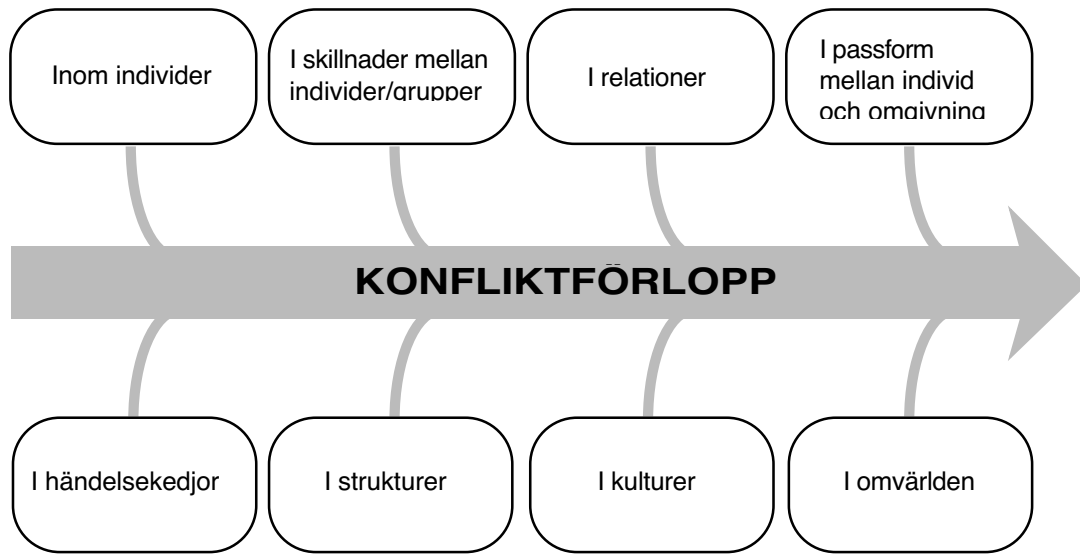 Inom individer
I skillnader mellan
individer/grupper
I relationer
I passform
mellan individ
och omgivning
KONFLIKTFÖRLOPP
I händelsekedjor
I strukturer
I kulturer
I omvärlden